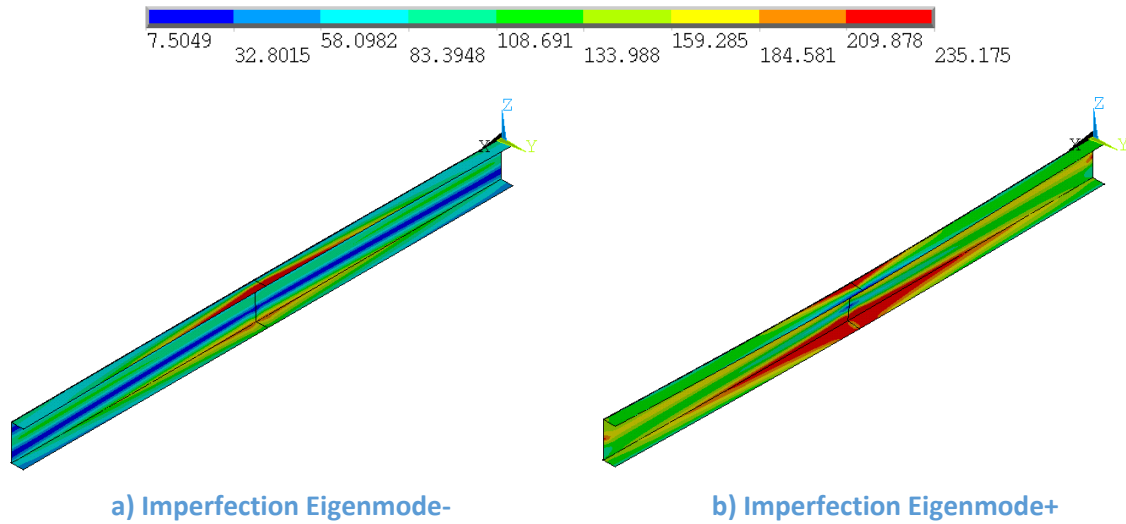 7.5049 58.0982 108.691 159.285 209.878
32.8015 83.3948 133.988 184.581 235.175
Z Z
X Y X Y
a) Imperfection Eigenmode- b) Imperfection Eigenmode+